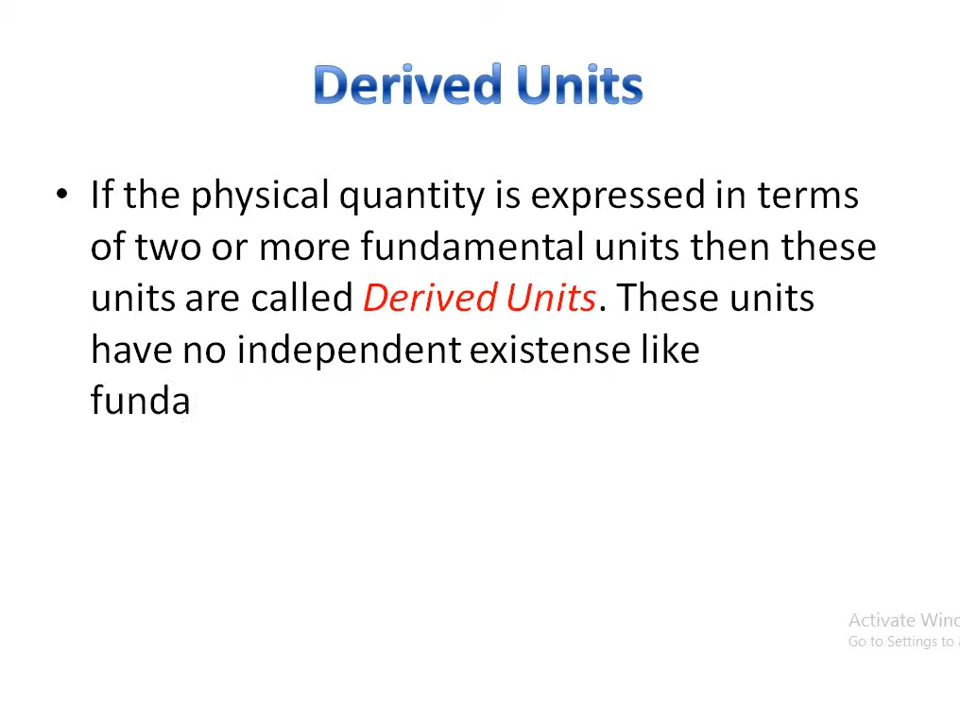 Derived Units
• If the physical quantity is expressed in terms
of two or more fundamental units then these
units are called Derived Units. These units
have no independent existense like
funda
Activate Wind
Go to Settings to